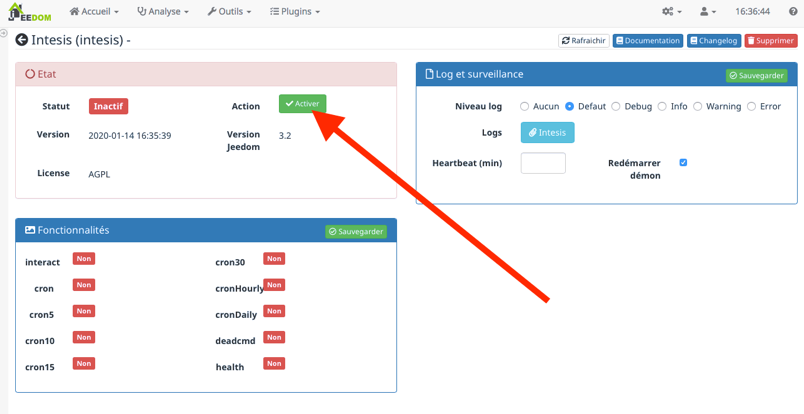 EEDOM Accueil Analyse Outils Plugins 16:36:44
Intesis (intesis) - Rafraichir Documentation Changelog Supprimer
Etat
Statut Inactif Action Activer
Version 2020-01-14 16:35:39 Version Jeedom 3.2
License AGPL
Log et surveillance Sauvegarder
Niveau log Aucun Defaut Debug Info Warning Error
Logs Intesis
Heartbeat (min) Redémarrer démon
Fonctionnalités Sauvegarder
interact Non cron30 Non
cron Non cronHourly Non
cron5 Non cronDaily Non
cron10 Non deadcmd Non
cron15 Non health Non